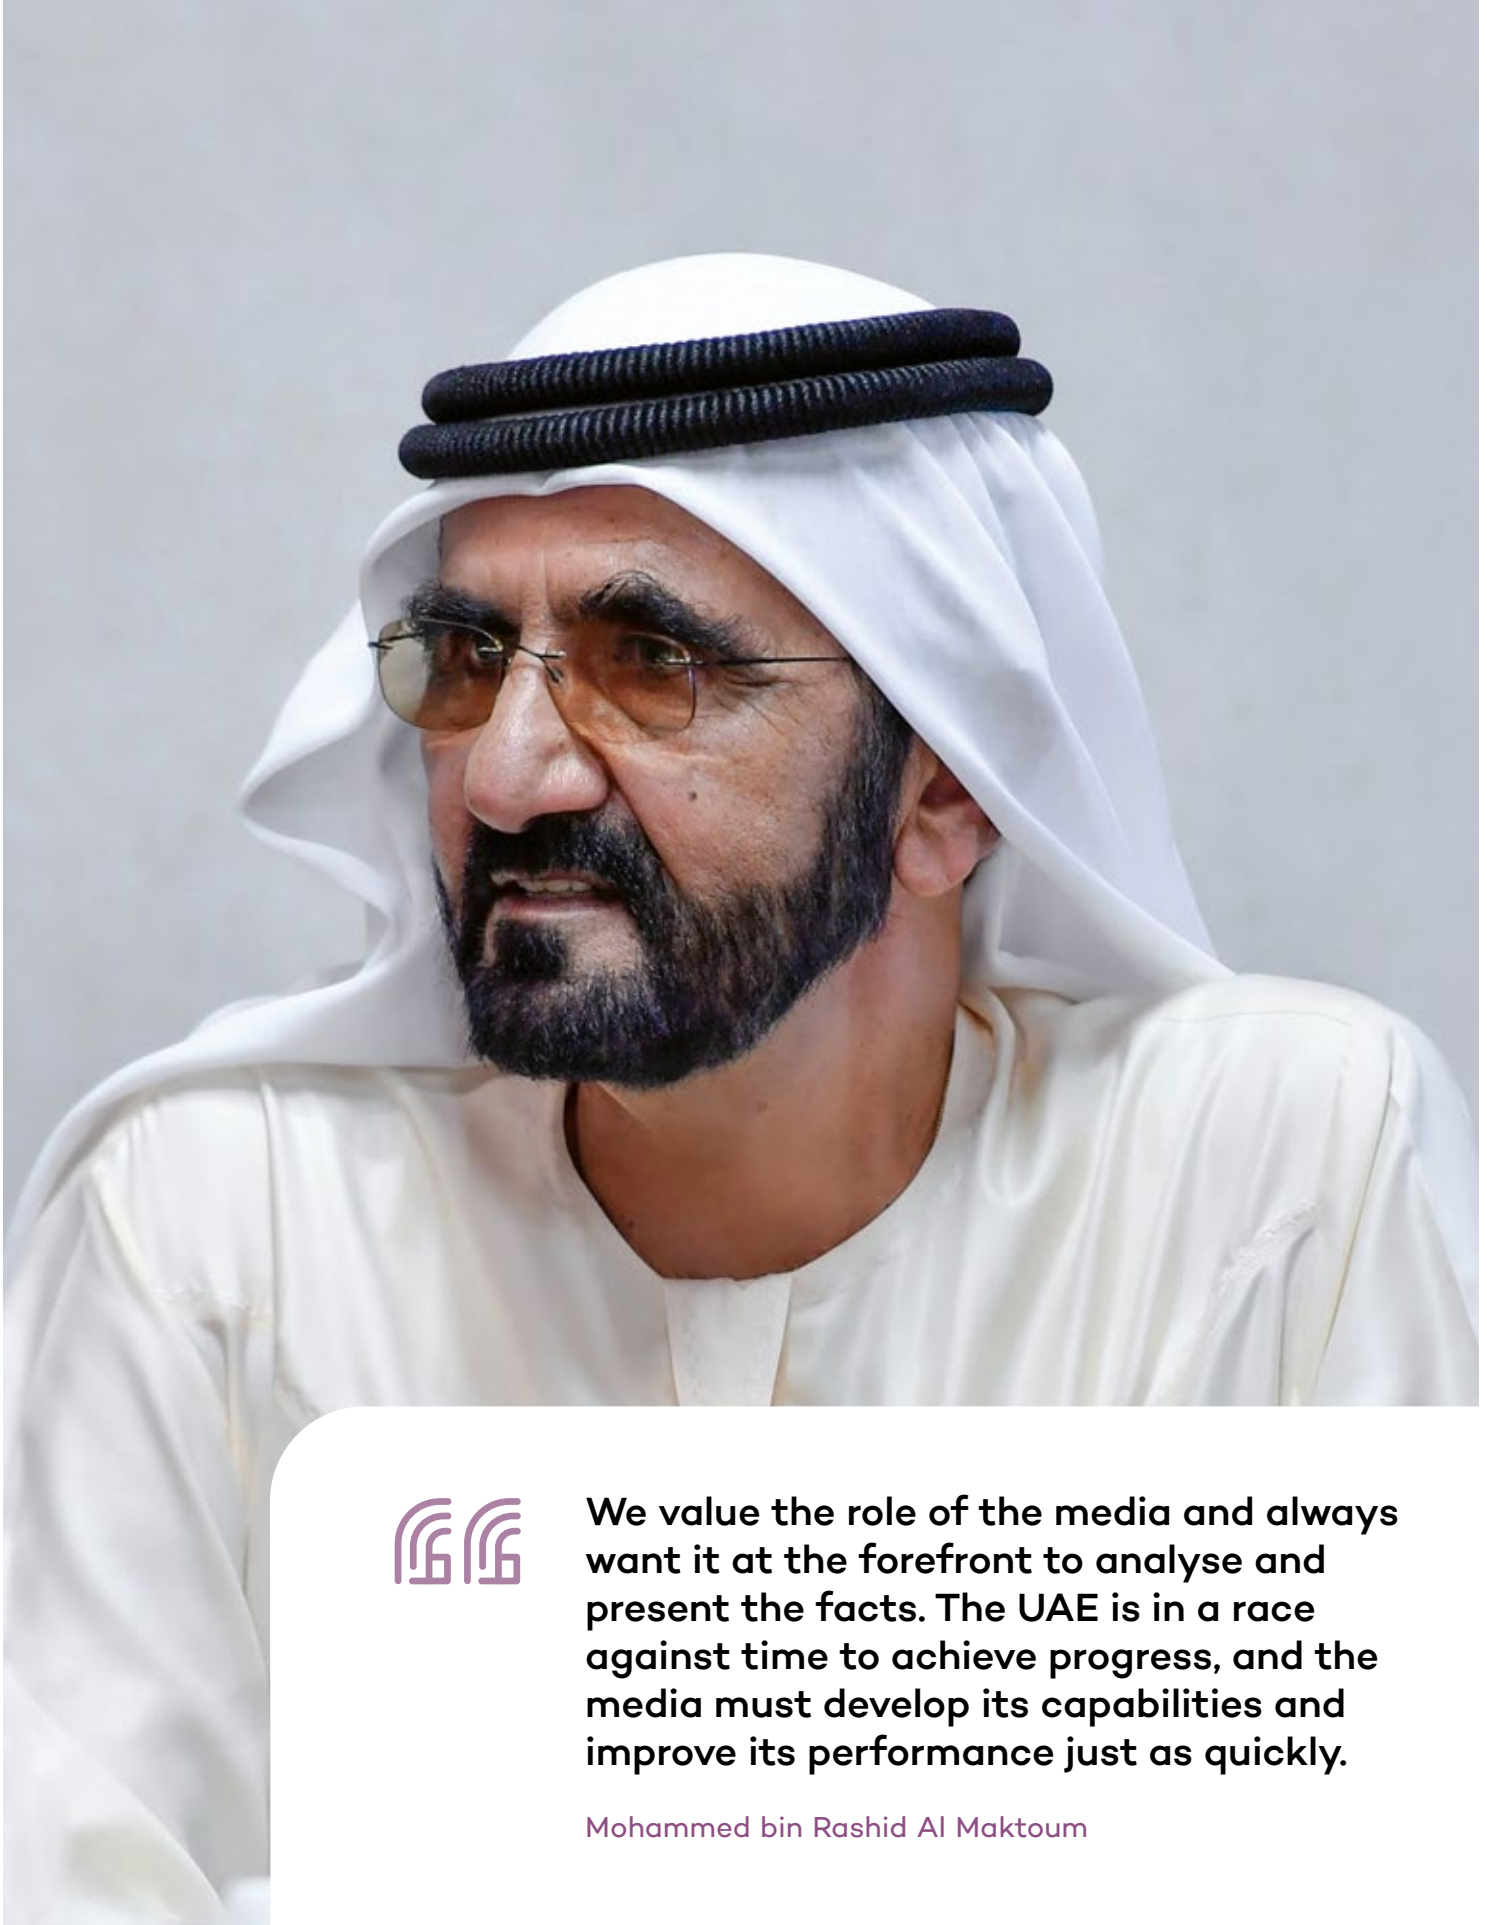 We value the role of the media and always
want it at the forefront to analyse and
present the facts. The UAE is in a race
against time to achieve progress, and the
media must develop its capabilities and
improve its performance just as quickly.
Mohammed bin Rashid Al Maktoum